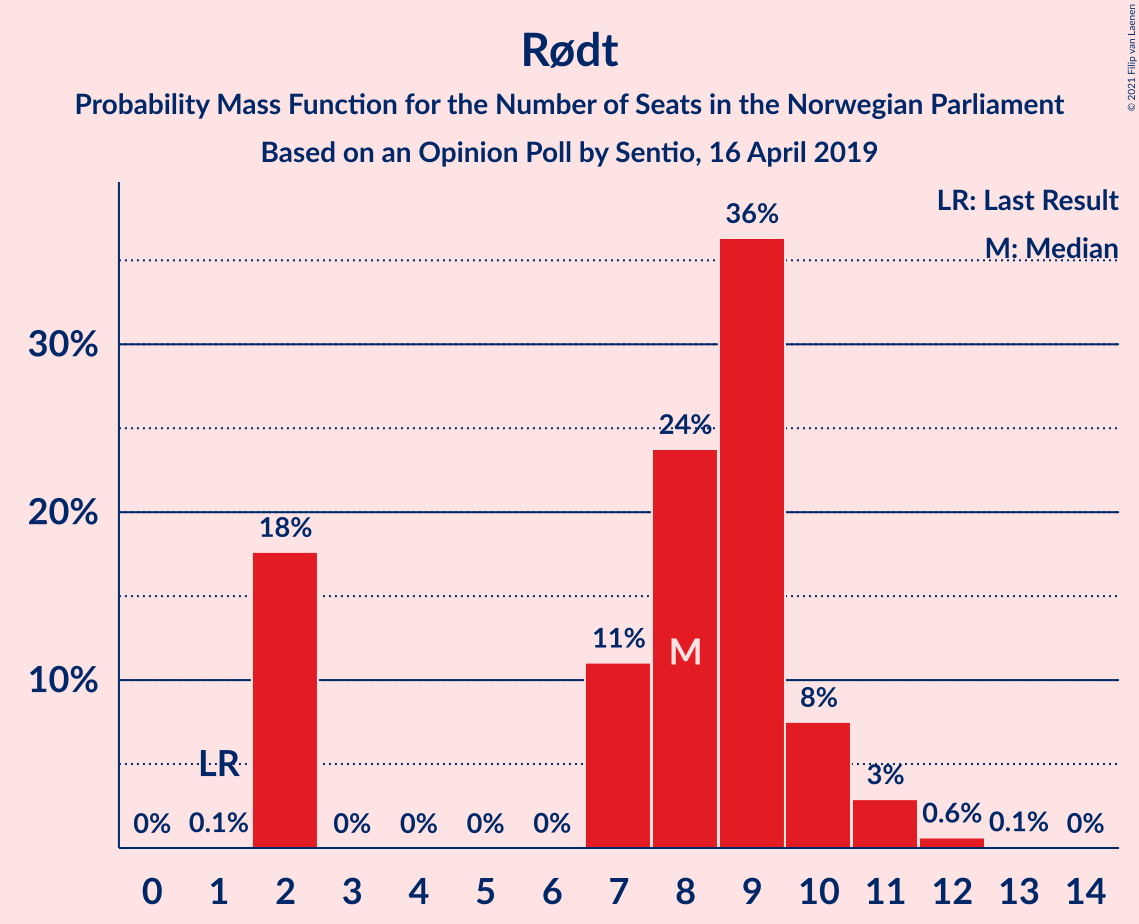 Rødt
Probability Mass Function for the Number of Seats in the Norwegian Parliament
Based on an Opinion Poll by Sentio, 16 April 2019
© 2021 Filip van Laenen
LR: Last Result
M: Median
36%
30%
24%
20%
18%
11%
M
10%
8%
LR
3%
0% 0.1% 0% 0% 0% 0% 0.6% 0.1% 0%
0 1 2 3 4 5 6 7 8 9 10 11 12 13 14